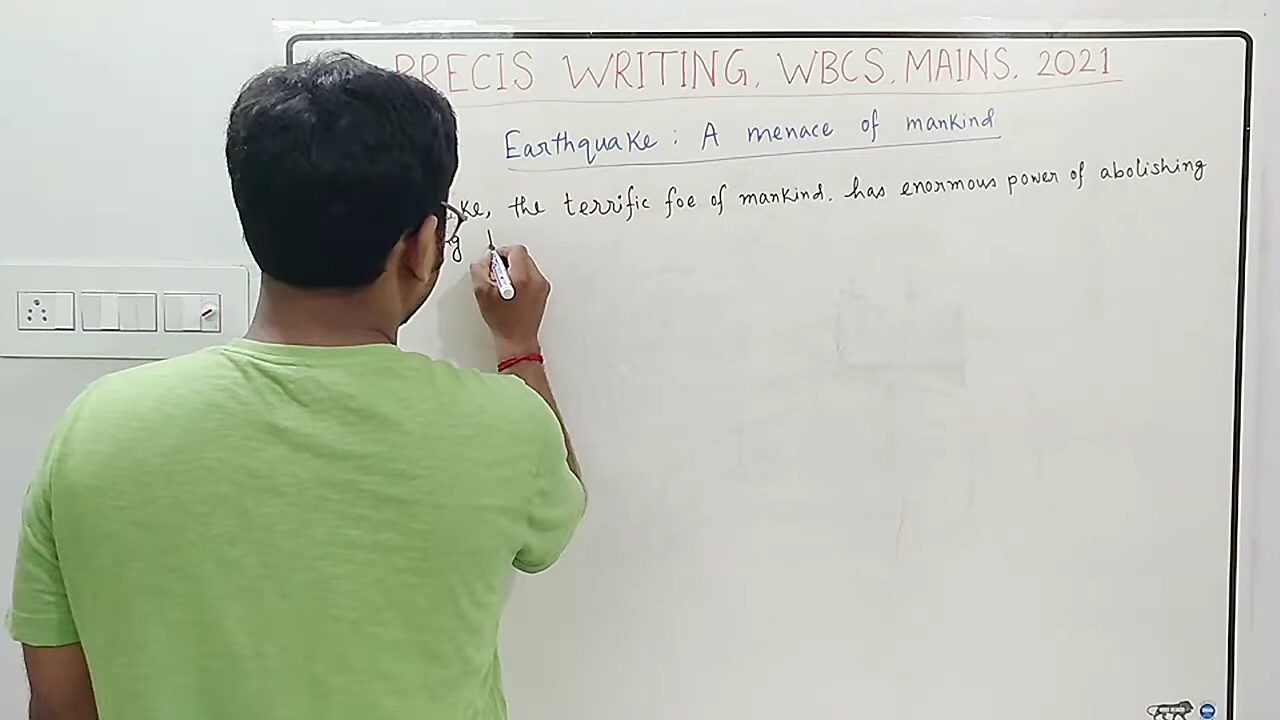 PRECIS WRITING, WBCS. MAINS. 2021
Earthquake : A menace of mankind
the terrific foe of mankind. has enormous power of abolishing